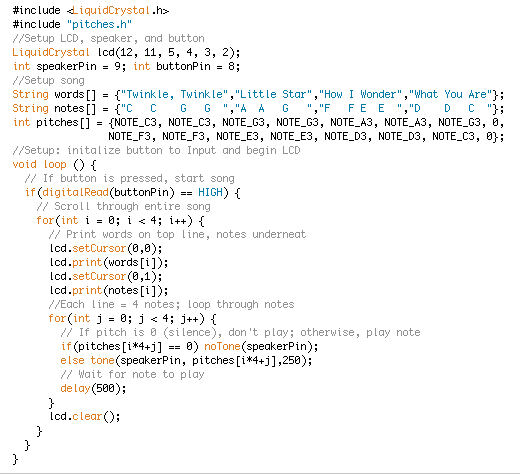 #include <LiquidCrystal.h>
#include "pitches.h"
//Setup LCD, speaker, and button
LiquidCrystal lcd(12, 11, 5, 4, 3, 2);
int speakerPin = 9; int buttonPin = 8;
//Setup song
String words[] = {"Twinkle, Twinkle","Little Star","How I Wonder","What You Are"};
String notes[] = {"C   C   G   G ","A   A   G   ","F   F E  E  ","D   D   C  "};
int pitches[] = {NOTE_C3, NOTE_C3, NOTE_G3, NOTE_G3, NOTE_A3, NOTE_A3, NOTE_G3, 0,
NOTE_F3, NOTE_F3, NOTE_E3, NOTE_E3, NOTE_D3, NOTE_D3, NOTE_C3, 0};
//Setup: initalize button to Input and begin LCD
void loop () {
// If button is pressed, start song
if(digitalRead(buttonPin) == HIGH) {
// Scroll through entire song
for(int i = 0; i < 4; i++) {
// Print words on top line, notes underneat
lcd.setCursor(0,0);
lcd.print(words[i]);
lcd.setCursor(0,1);
lcd.print(notes[i]);
//Each line = 4 notes; loop through notes
for(int j = 0; j < 4; j++) {
// If pitch is 0 (silence), don't play; otherwise, play note
if(pitches[i*4+j] == 0) noTone(speakerPin);
else tone(speakerPin, pitches[i*4+j],250);
// Wait for note to play
delay(500);
}
lcd.clear();
}
}
}